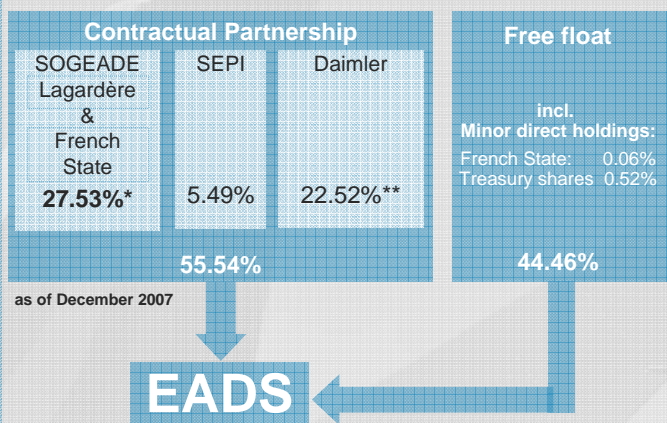 Contractual Partnership
SOGEADE
Lagardère
&
French
State
27.53%*
SEPI
5.49%
Daimler
22.52%**
55.54%
Free float
incl.
Minor direct holdings:
French State: 0.06%
Treasury shares 0.52%
44.46%
as of December 2007
EADS